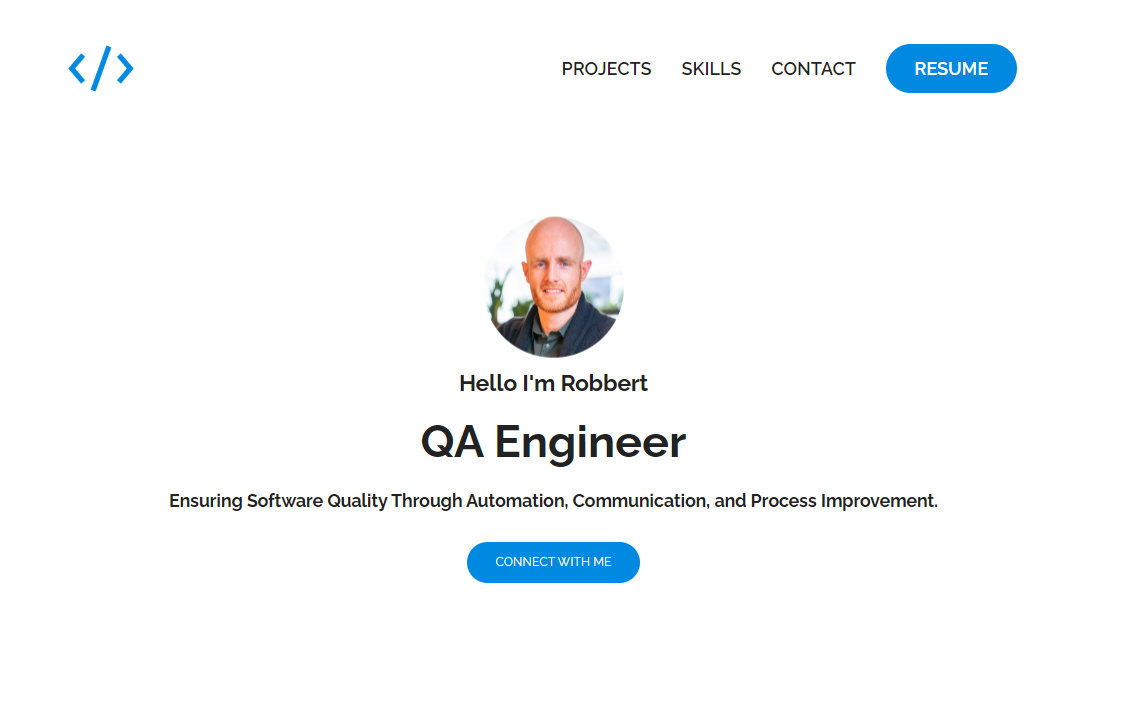 </>
PROJECTS SKILLS CONTACT RESUME
Hello I'm Robbert
QA Engineer
Ensuring Software Quality Through Automation, Communication, and Process Improvement.
CONNECT WITH ME